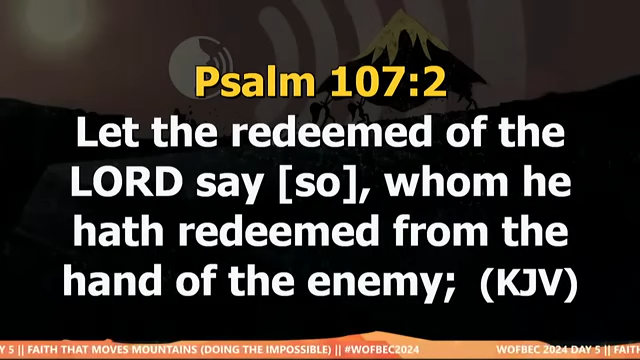 Psalm 107:2
Let the redeemed of the
LORD say [so], whom he
hath redeemed from the
hand of the enemy; (KJV)
Y 5 || FAITH THAT MOVES MOUNTAINS (DOING THE IMPOSSIBLE) || #WOFBEC2024 WOFBEC 2024 DAY 5 || FAITH